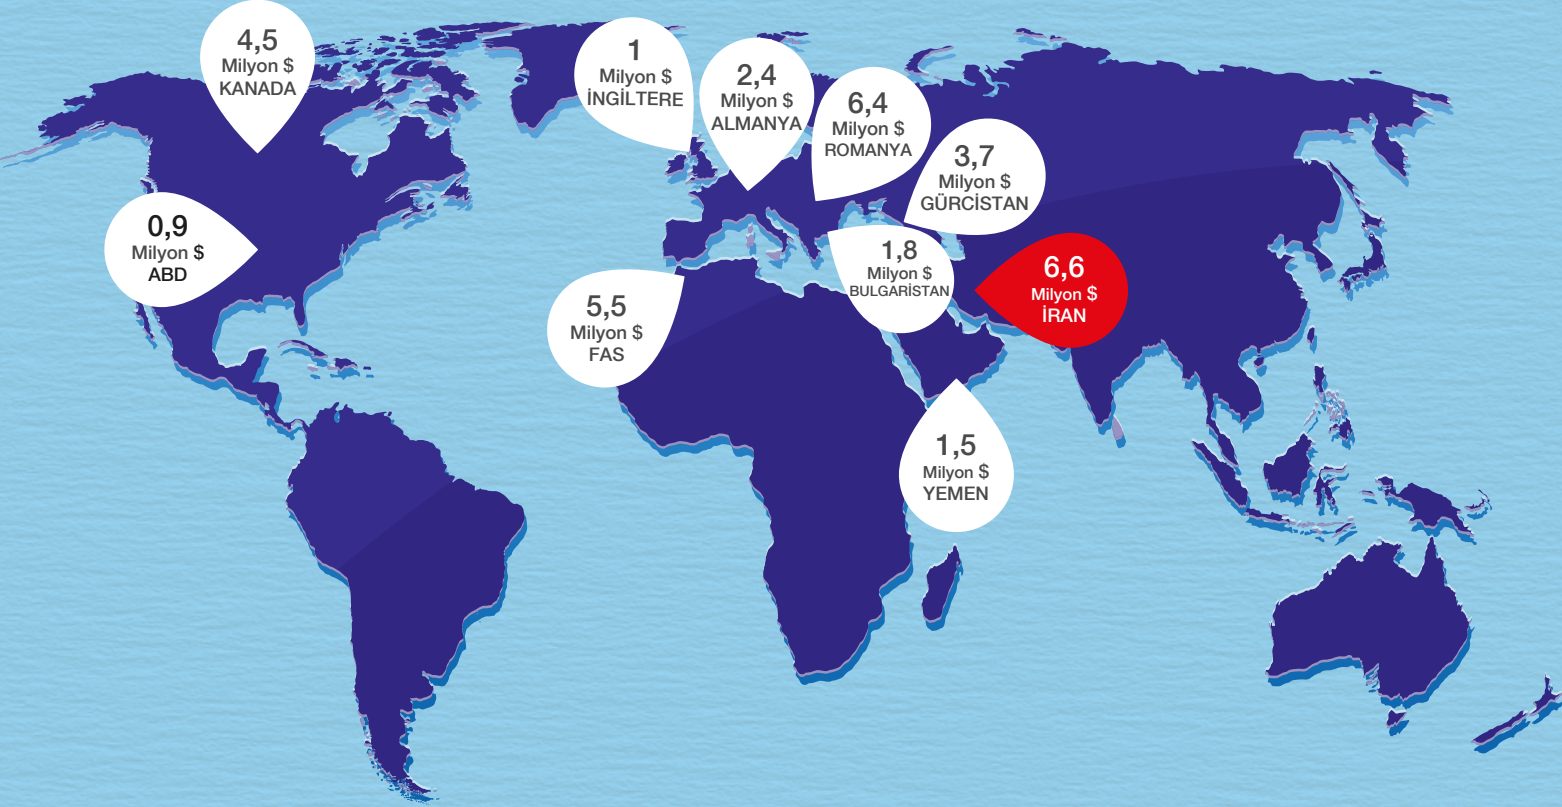 4,5
Milyon $
KANADA
1
Milyon $
İNGİLTERE
2,4
Milyon $
ALMANYA
6,4
Milyon $
ROMANYA
3,7
Milyon $
GÜRCİSTAN
0,9
Milyon $
ABD
1,8
Milyon $
BULGARİSTAN
6,6
Milyon $
İRAN
5,5
Milyon $
FAS
1,5
Milyon $
YEMEN